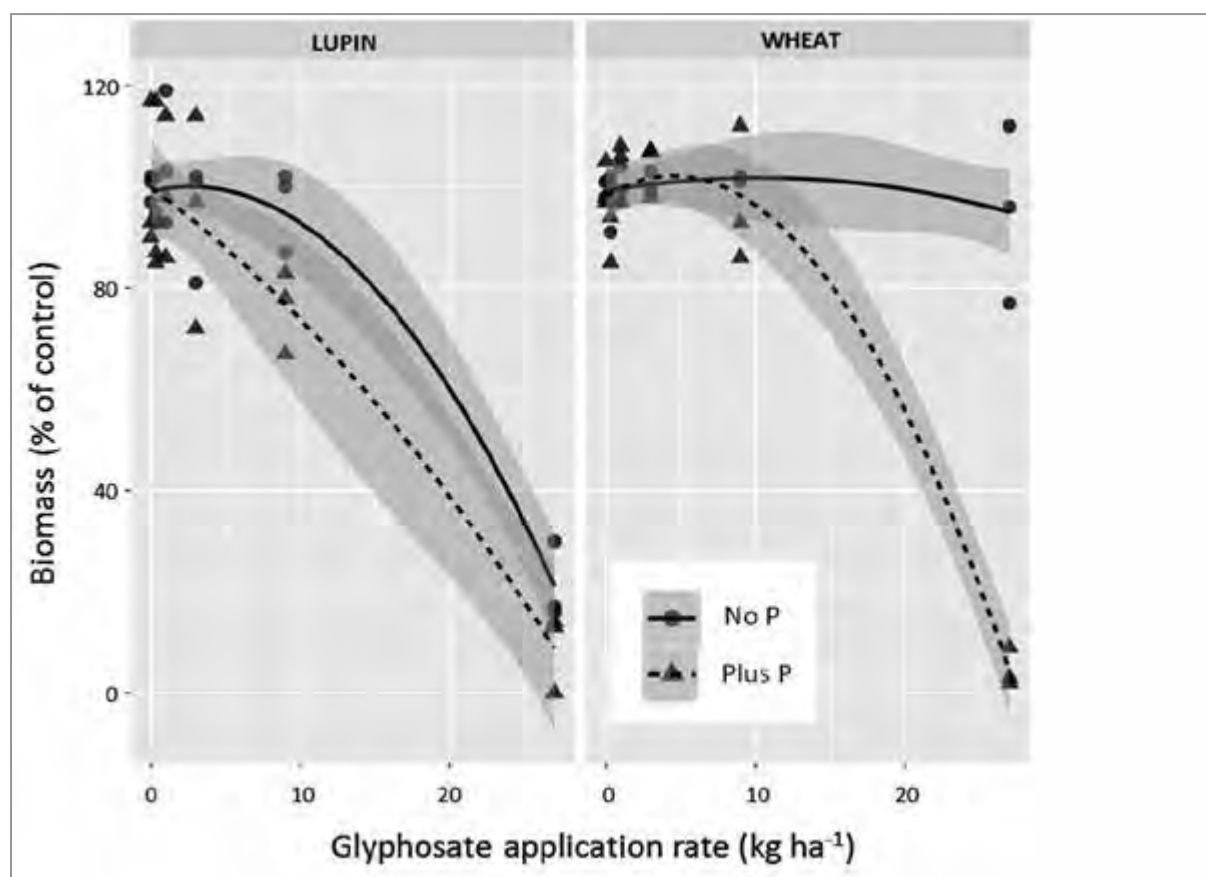 LUPIN
WHEAT
120
80
40
0
Biomass (% of control)
No P
Plus P
0 10 20 0 10 20
Glyphosate application rate (kg ha⁻¹)